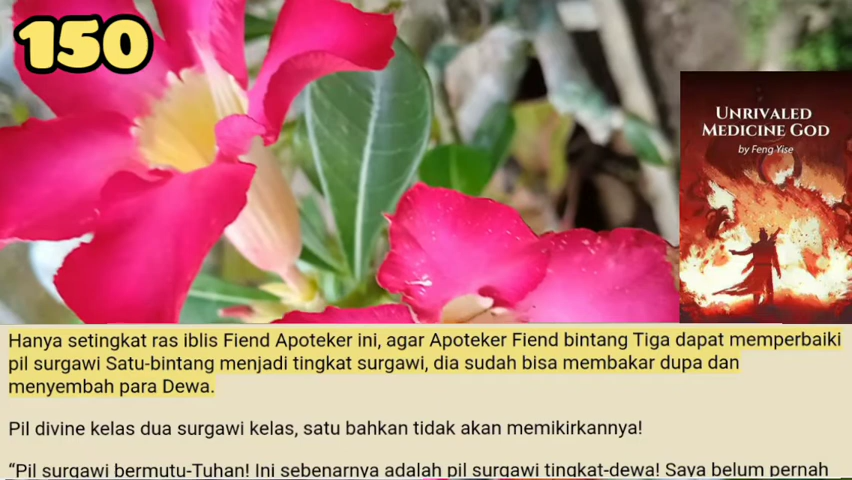 150
UNRIVALED
MEDICINE GOD
by Feng Yise
Hanya setingkat ras iblis Fiend Apoteker ini, agar Apoteker Fiend bintang Tiga dapat memperbaiki
pil surgawi Satu-bintang menjadi tingkat surgawi, dia sudah bisa membakar dupa dan
menyembah para Dewa.
Pil divine kelas dua surgawi kelas, satu bahkan tidak akan memikirkannya!
“Pil surgawi bermutu-Tuhan! Ini sebenarnya adalah pil surgawi tingkat-dewa! Saya belum pernah